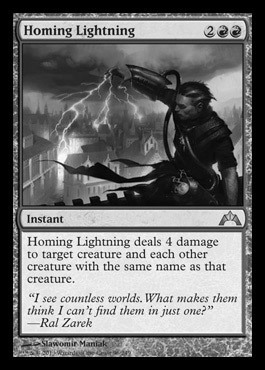 Homing Lightning 2
Instant
Homing Lightning deals 4 damage
to target creature and each other
creature with the same name as that
creature.
“I see countless worlds. What makes them
think I can’t find them in just one?”
—Ral Zarek
Slawomir Maniak